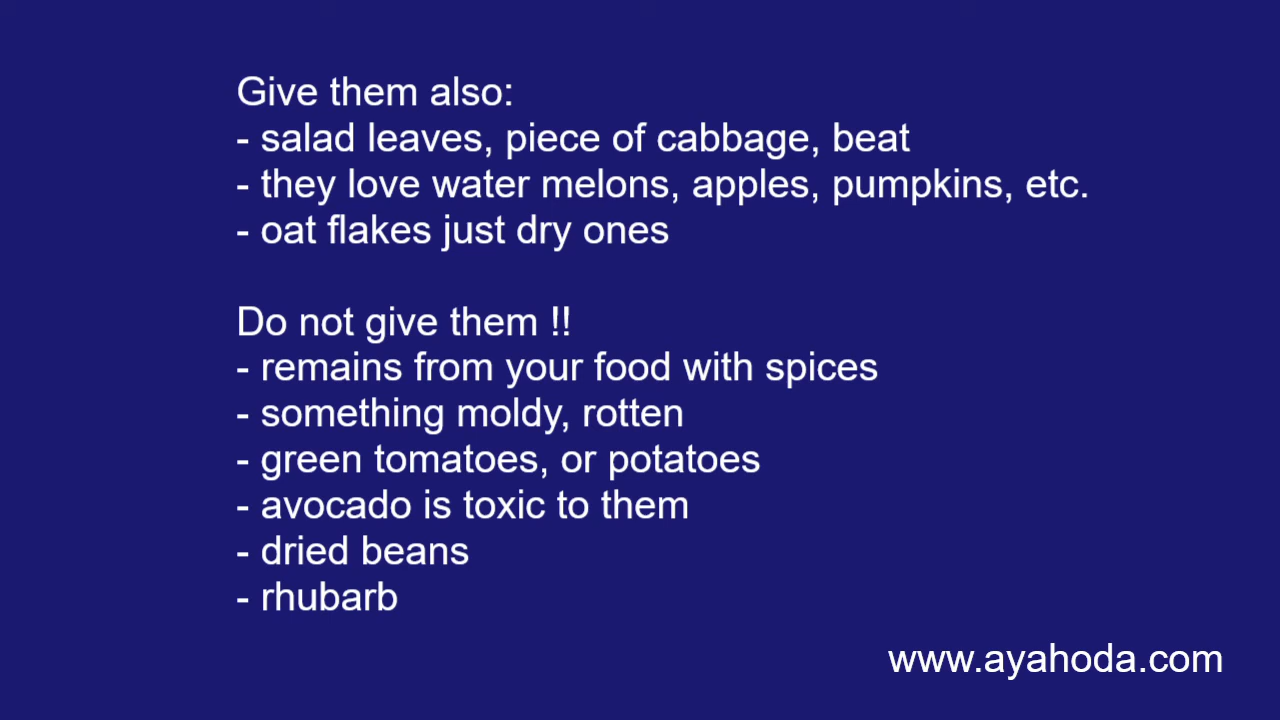 Give them also:
- salad leaves, piece of cabbage, beat
- they love water melons, apples, pumpkins, etc.
- oat flakes just dry ones
Do not give them !!
- remains from your food with spices
- something moldy, rotten
- green tomatoes, or potatoes
- avocado is toxic to them
- dried beans
- rhubarb
www.ayahoda.com